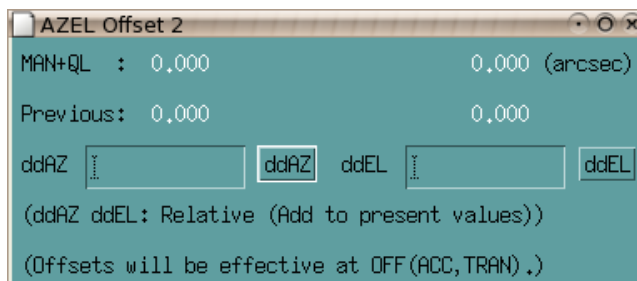 AZEL Offset 2
MAN+QL : 0.000 0.000 (arcsec)
Previous: 0.000 0.000
ddAZ ddAZ ddEL ddEL
(ddAZ ddEL: Relative (Add to present values))
(Offsets will be effective at OFF(ACC,TRAN).)